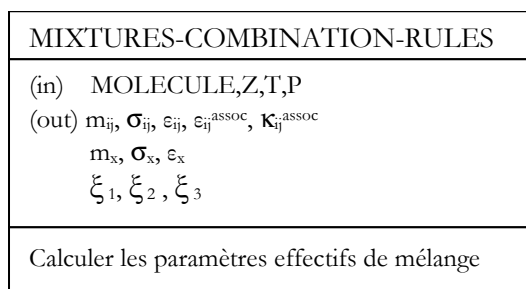 MIXTURES-COMBINATION-RULES
(in) MOLECULE,Z,T,P
(out) mᵢⱼ, σᵢⱼ, εᵢⱼ, εᵢⱼᵃˢˢᵒᶜ, κᵢⱼᵃˢˢᵒᶜ
mₓ, σₓ, εₓ
ξ₁, ξ₂ , ξ₃
Calculer les paramètres effectifs de mélange